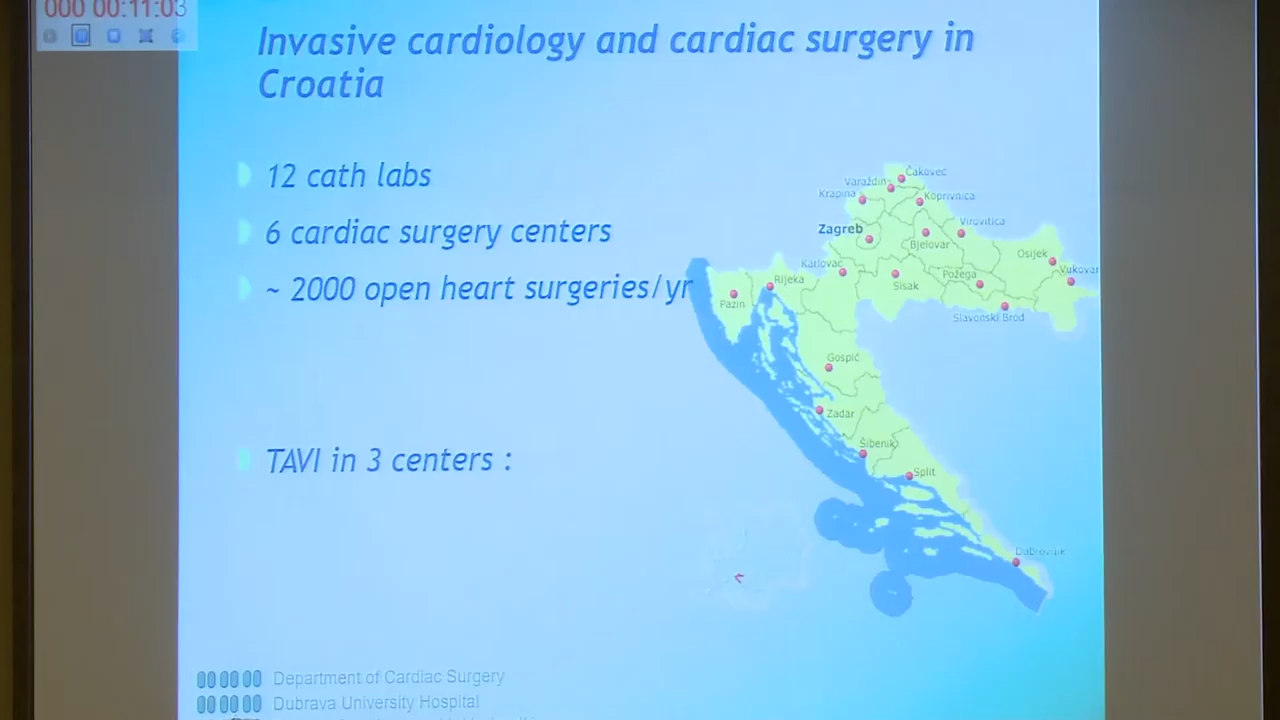 000 00:11:03
Invasive cardiology and cardiac surgery in
Croatia
12 cath labs
6 cardiac surgery centers
~ 2000 open heart surgeries/yr
TAVI in 3 centers :
Čakovec
Varaždin
Krapina
Koprivnica
Virovitica
Zagreb
Bjelovar
Osijek
Vukovar
Karlovac
Sisak
Požega
Slavonski Brod
Rijeka
Pazin
Gospić
Zadar
Šibenik
Split
Dubrovnik
Department of Cardiac Surgery
Dubrava University Hospital